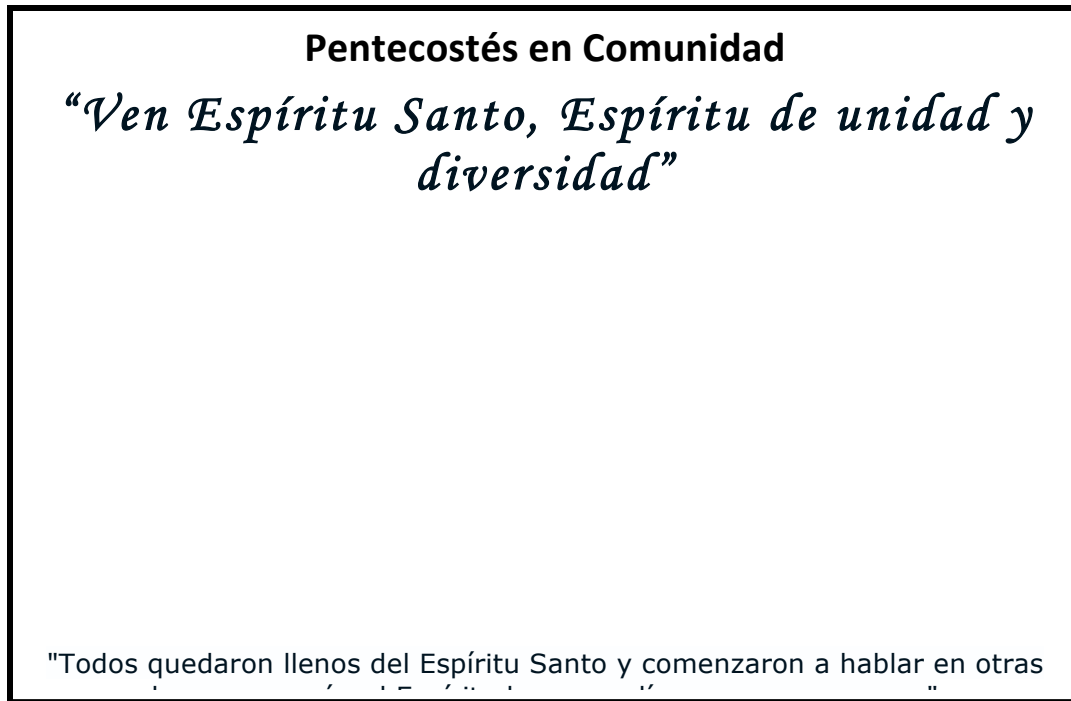 Pentecostés en Comunidad
“Ven Espíritu Santo, Espíritu de unidad y
diversidad”
"Todos quedaron llenos del Espíritu Santo y comenzaron a hablar en otras